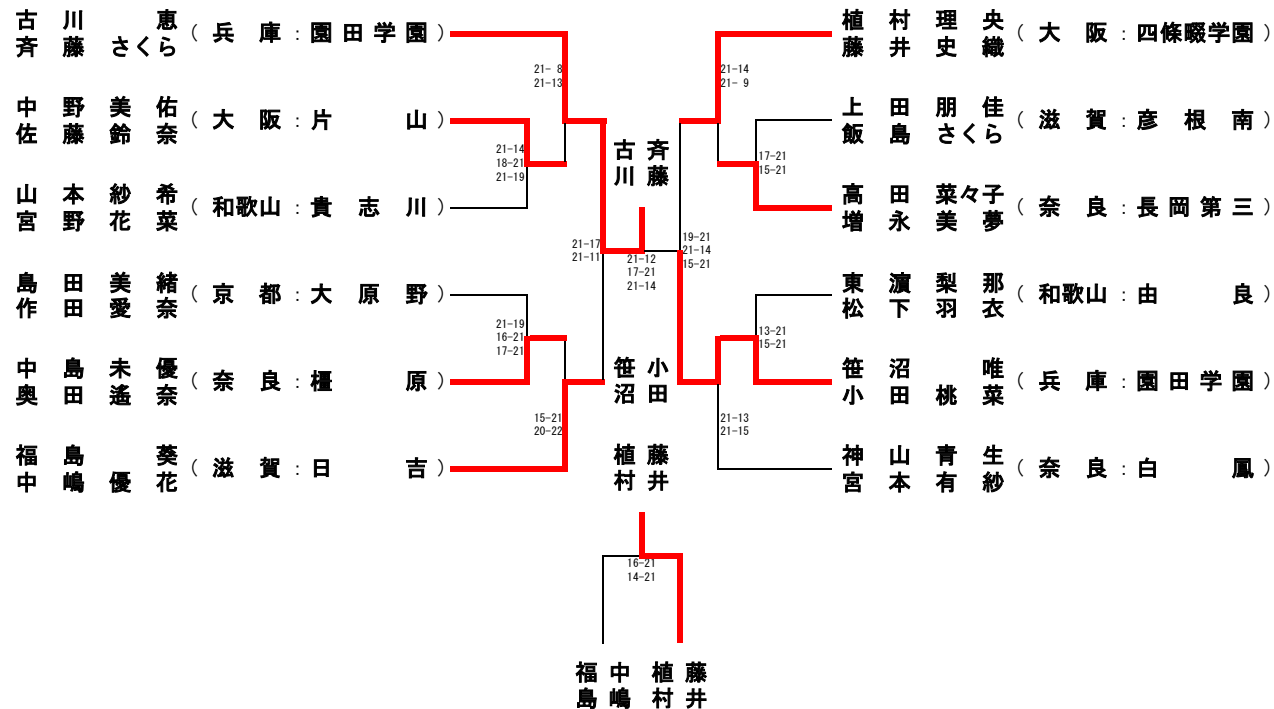 古川 恵
斉藤 さくら
( 兵庫 : 園田学園 )
21- 8
21-13
中野 美佑
佐藤 鈴奈
( 大阪 : 片山 )
21-14
18-21
21-19
山本 紗希
宮野 花菜
( 和歌山 : 貴志川 )
21-17
21-11
島田 美緒
作田 愛奈
( 京都 : 大原野 )
21-19
16-21
17-21
中島 未優
奥田 遙奈
( 奈良 : 橿原 )
15-21
20-22
福島 葵
中嶋 優花
( 滋賀 : 日吉 )
古川 斉藤
21-12
17-21
21-14
笹沼 小田
植村 藤井
16-21
14-21
福島 中嶋 植村 藤井
植村 理央
藤井 史織
( 大阪 : 四條畷学園 )
21-14
21- 9
上田 朋佳
飯島 さくら
( 滋賀 : 彦根南 )
17-21
15-21
高田 菜々子
増永 美夢
( 奈良 : 長岡第三 )
19-21
21-14
15-21
東濵 梨那
松下 羽衣
( 和歌山 : 由良 )
13-21
15-21
笹沼 唯
小田 桃菜
( 兵庫 : 園田学園 )
21-13
21-15
神山 青生
宮本 有紗
( 奈良 : 白鳳 )